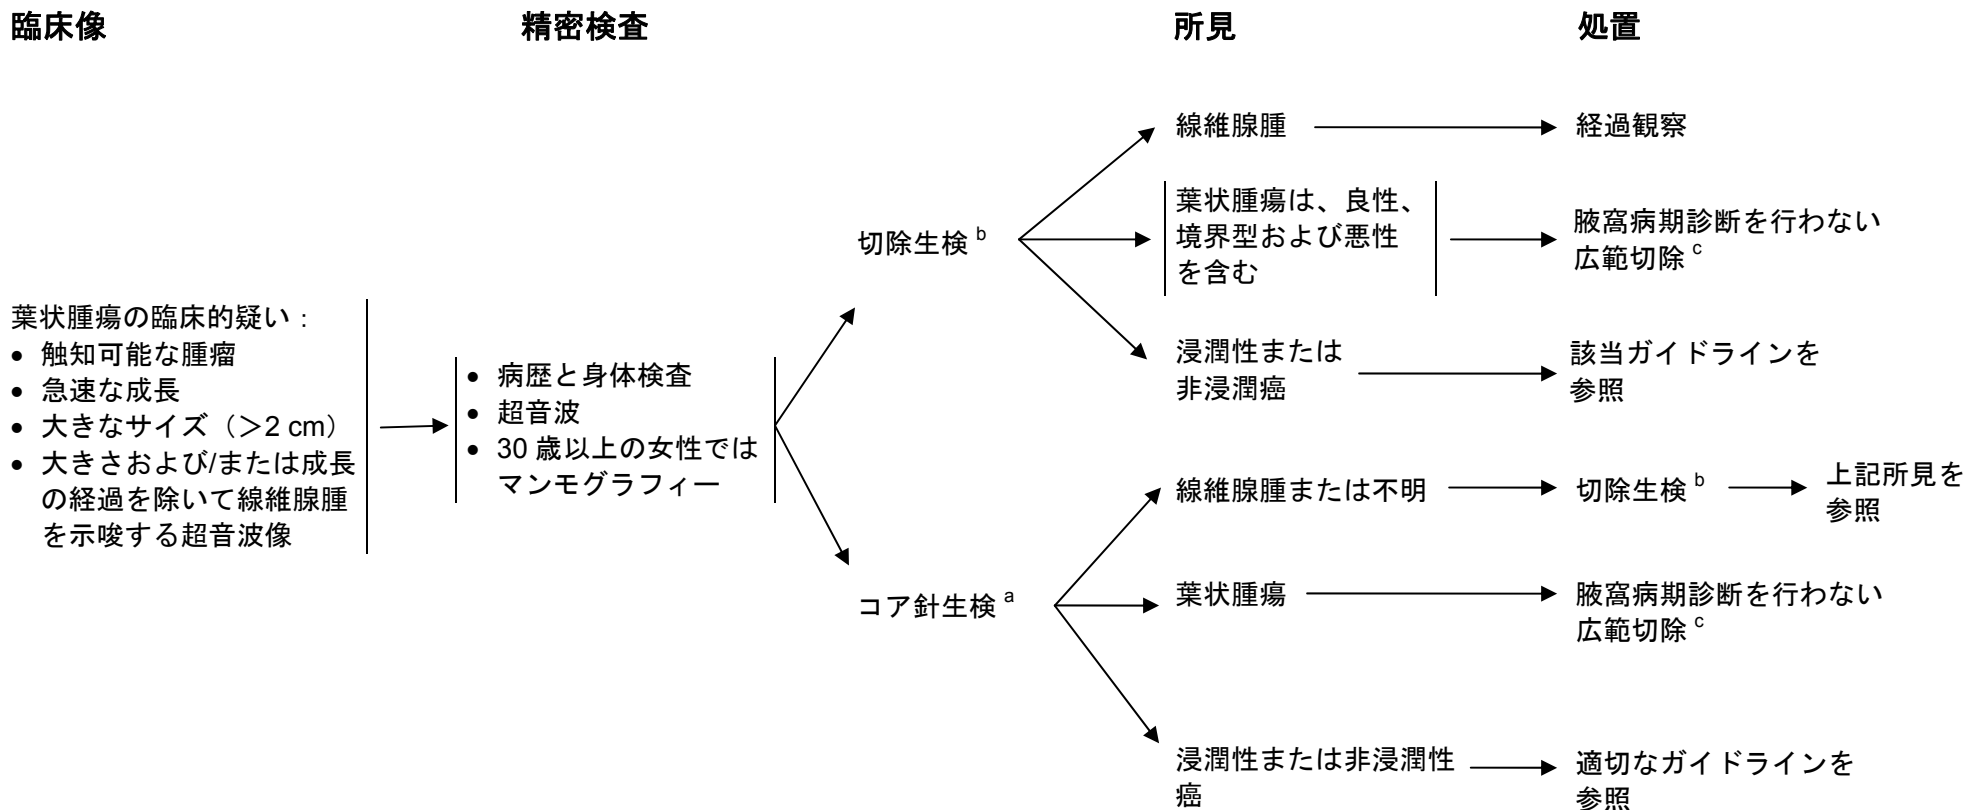 臨床像
精密検査
所見
処置
線維腺腫
経過観察
葉状腫瘍は、良性、
境界型および悪性
を含む
腋窩病期診断を行わない
広範切除 c
切除生検 b
葉状腫瘍の臨床的疑い：
• 触知可能な腫瘤
• 急速な成長
• 大きなサイズ（＞2 cm）
• 大きさおよび/または成長
の経過を除いて線維腺腫
を示唆する超音波像
• 病歴と身体検査
• 超音波
• 30 歳以上の女性では
マンモグラフィー
浸潤性または
非浸潤癌
該当ガイドラインを
参照
線維腺腫または不明
切除生検 b
上記所見を
参照
コア針生検 a
葉状腫瘍
腋窩病期診断を行わない
広範切除 c
浸潤性または非浸潤性
癌
適切なガイドラインを
参照